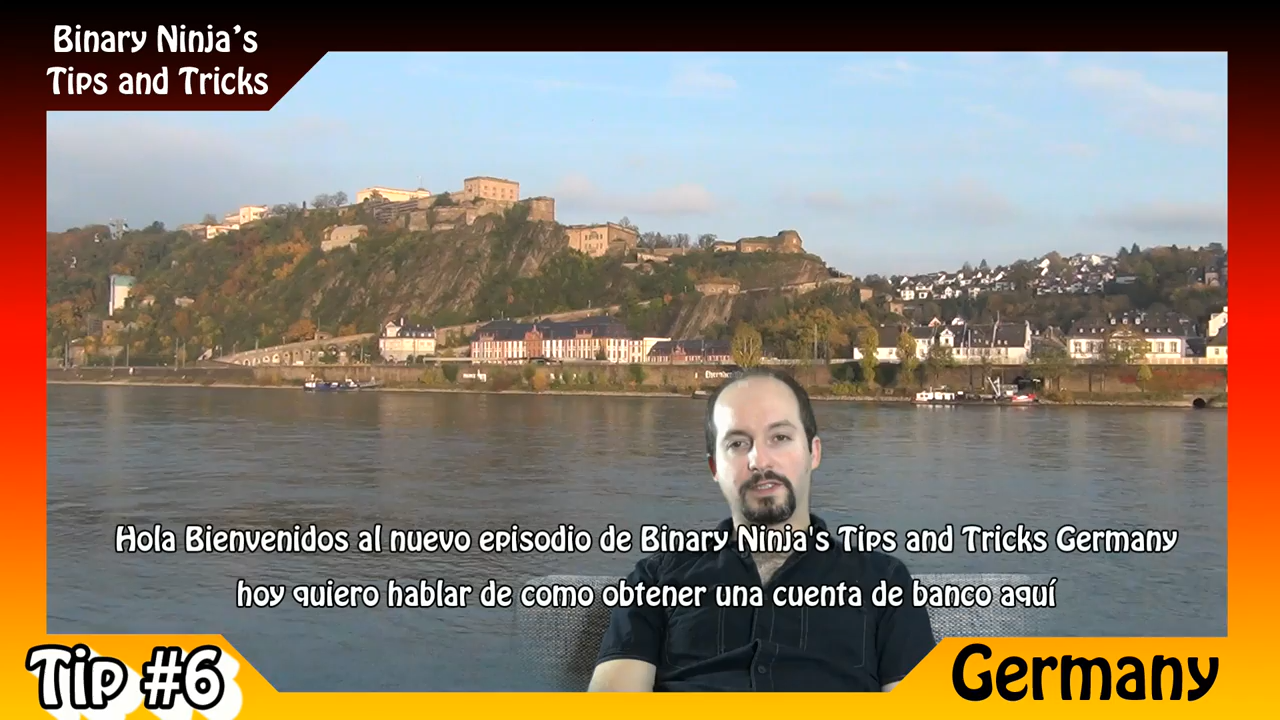 Binary Ninja's
Tips and Tricks
Hola Bienvenidos al nuevo episodio de Binary Ninja's Tips and Tricks Germany
hoy quiero hablar de como obtener una cuenta de banco aquí
Tip #6
Germany